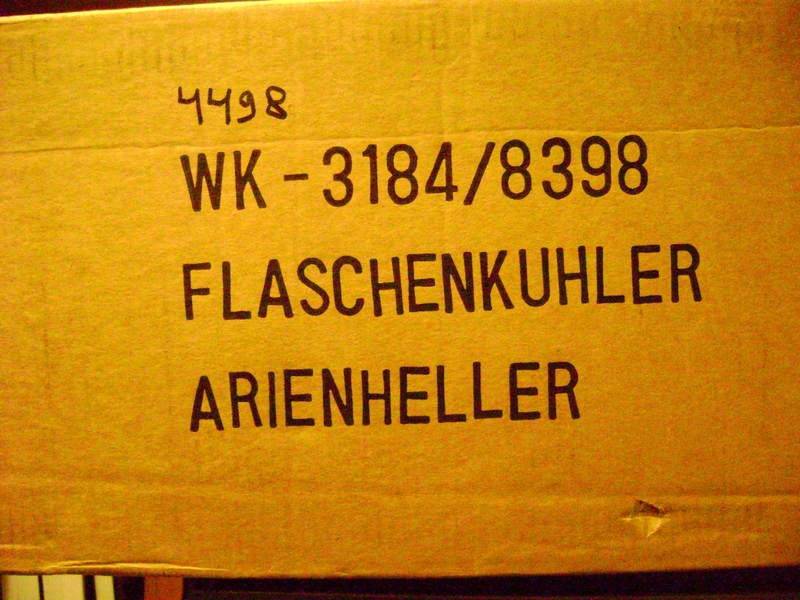 4498
WK-3184/8398
FLASCHENKUHLER
ARIENHELLER